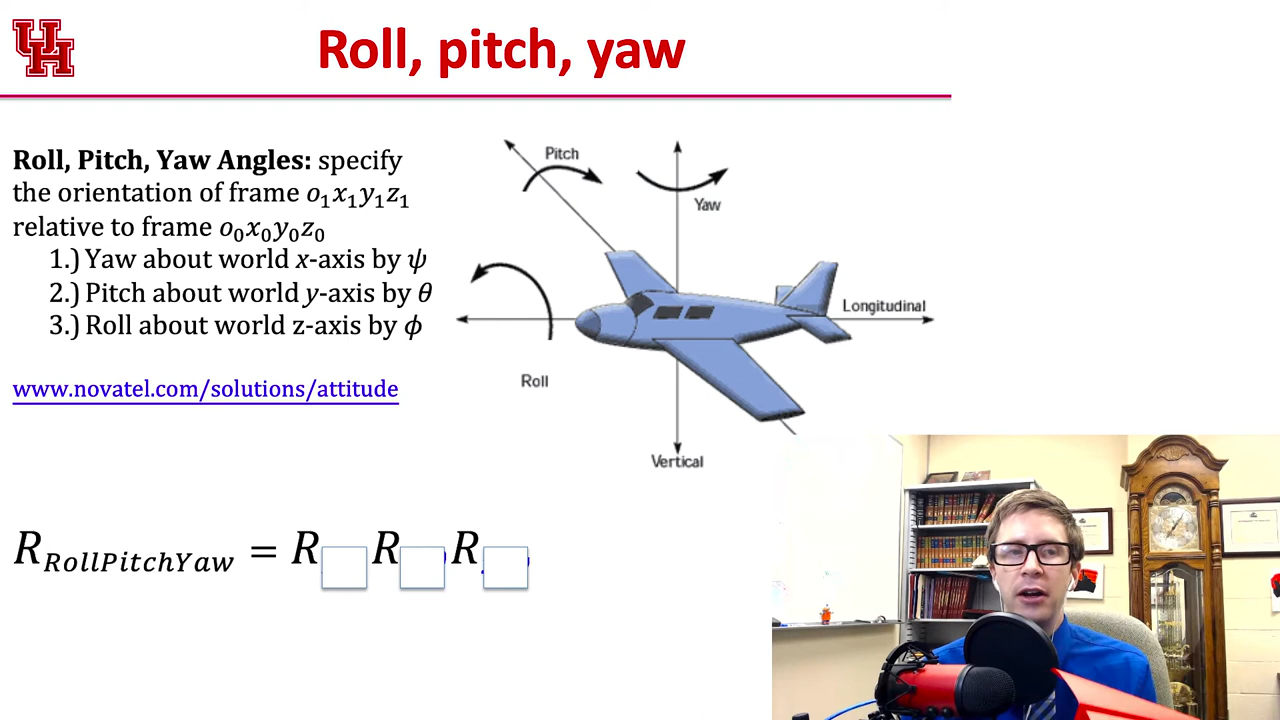 UH
Roll, pitch, yaw
Roll, Pitch, Yaw Angles: specify
the orientation of frame o₁x₁y₁z₁
relative to frame o₀x₀y₀z₀
1.) Yaw about world x-axis by ψ
2.) Pitch about world y-axis by θ
3.) Roll about world z-axis by ϕ
www.novatel.com/solutions/attitude
Pitch
Yaw
Longitudinal
Roll
Vertical
R_RollPitchYaw = R R R